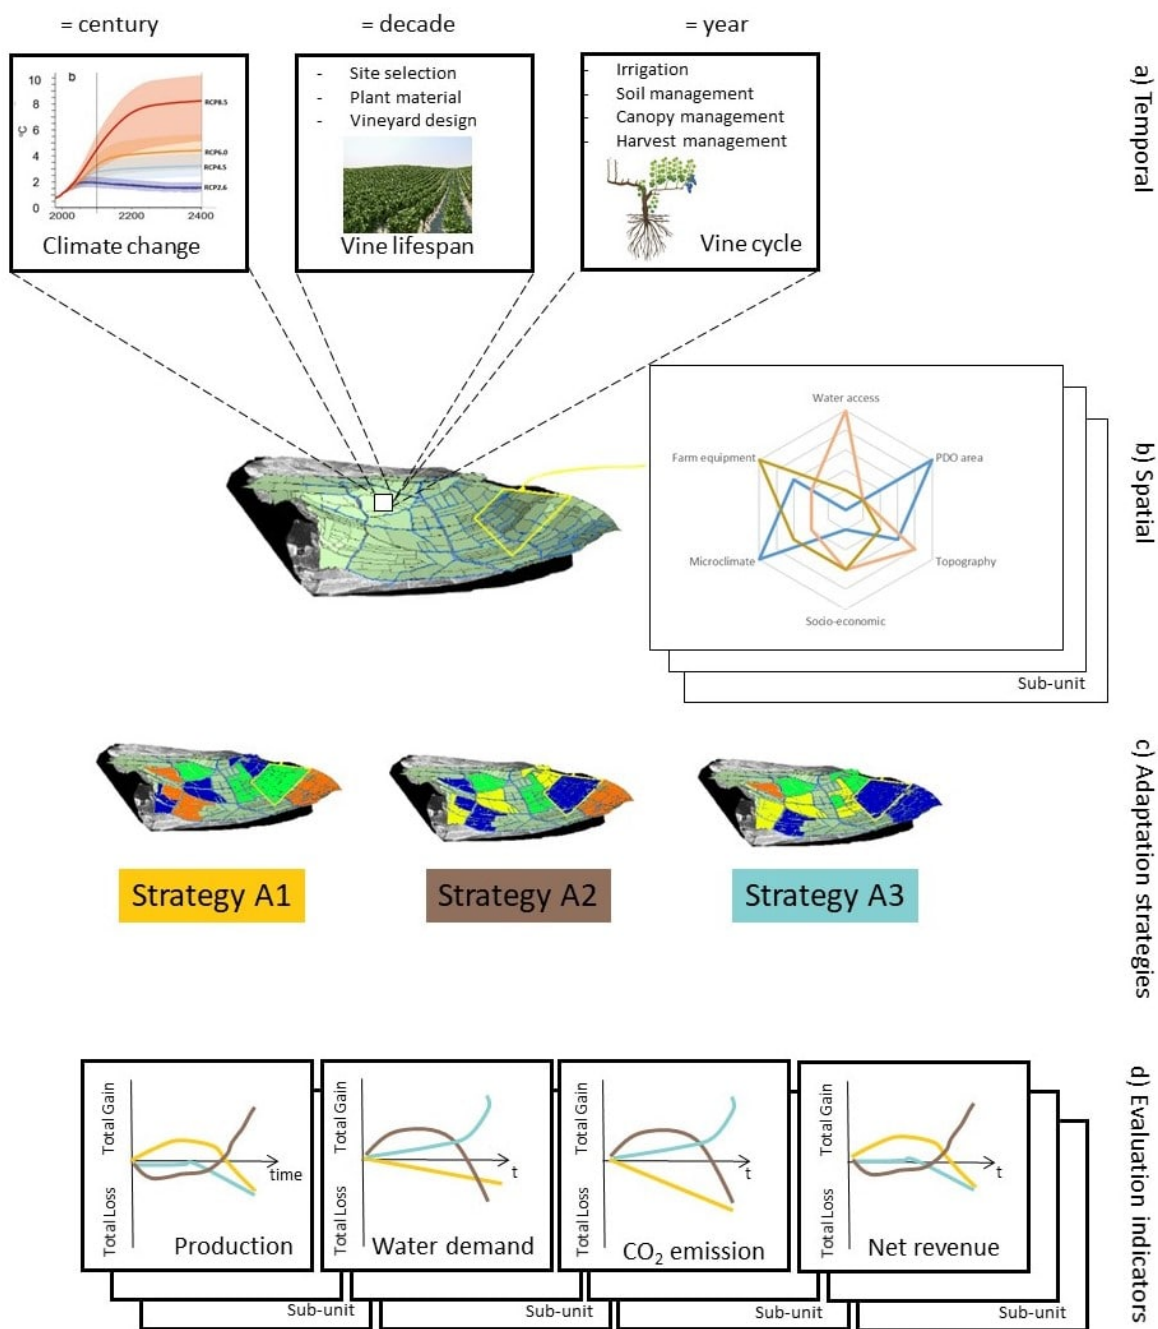 = century
= decade
= year
a) Temporal
b
°C
10
8
6
4
2
0
2000
2200
2400
RCP8.5
RCP6.0
RCP4.5
RCP2.6
Climate change
- Site selection
- Plant material
- Vineyard design
Vine lifespan
- Irrigation
- Soil management
- Canopy management
- Harvest management
Vine cycle
b) Spatial
Water access
Farm equipment
PDO area
Microclimate
Topography
Socio-economic
Sub-unit
c) Adaptation strategies
Strategy A1
Strategy A2
Strategy A3
d) Evaluation indicators
Total Gain
Total Loss
time
Production
Sub-unit
Total Gain
Total Loss
t
Water demand
Sub-unit
Total Gain
Total Loss
t
CO₂ emission
Sub-unit
Total Gain
Total Loss
t
Net revenue
Sub-unit